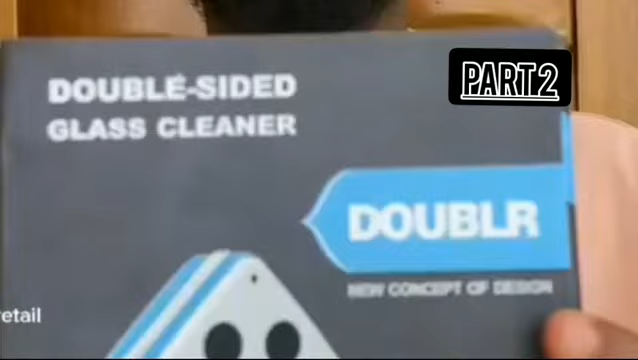 DOUBLE-SIDED
GLASS CLEANER
PART 2
DOUBLR
NEW CONCEPT OF DESIGN
etail